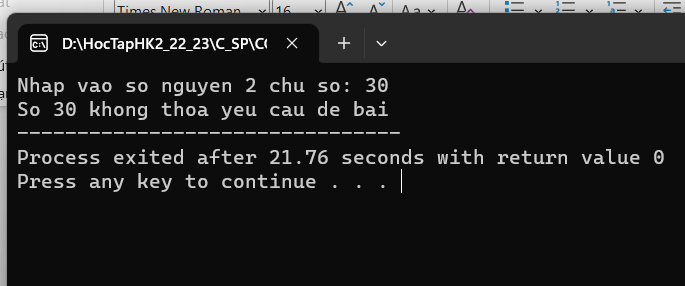 Times New Roman 16 Aa
D:\HocTapHK2_22_23\C_SP\C
Nhap vao so nguyen 2 chu so: 30
So 30 khong thoa yeu cau de bai
--------------------------------
Process exited after 21.76 seconds with return value 0
Press any key to continue . . .